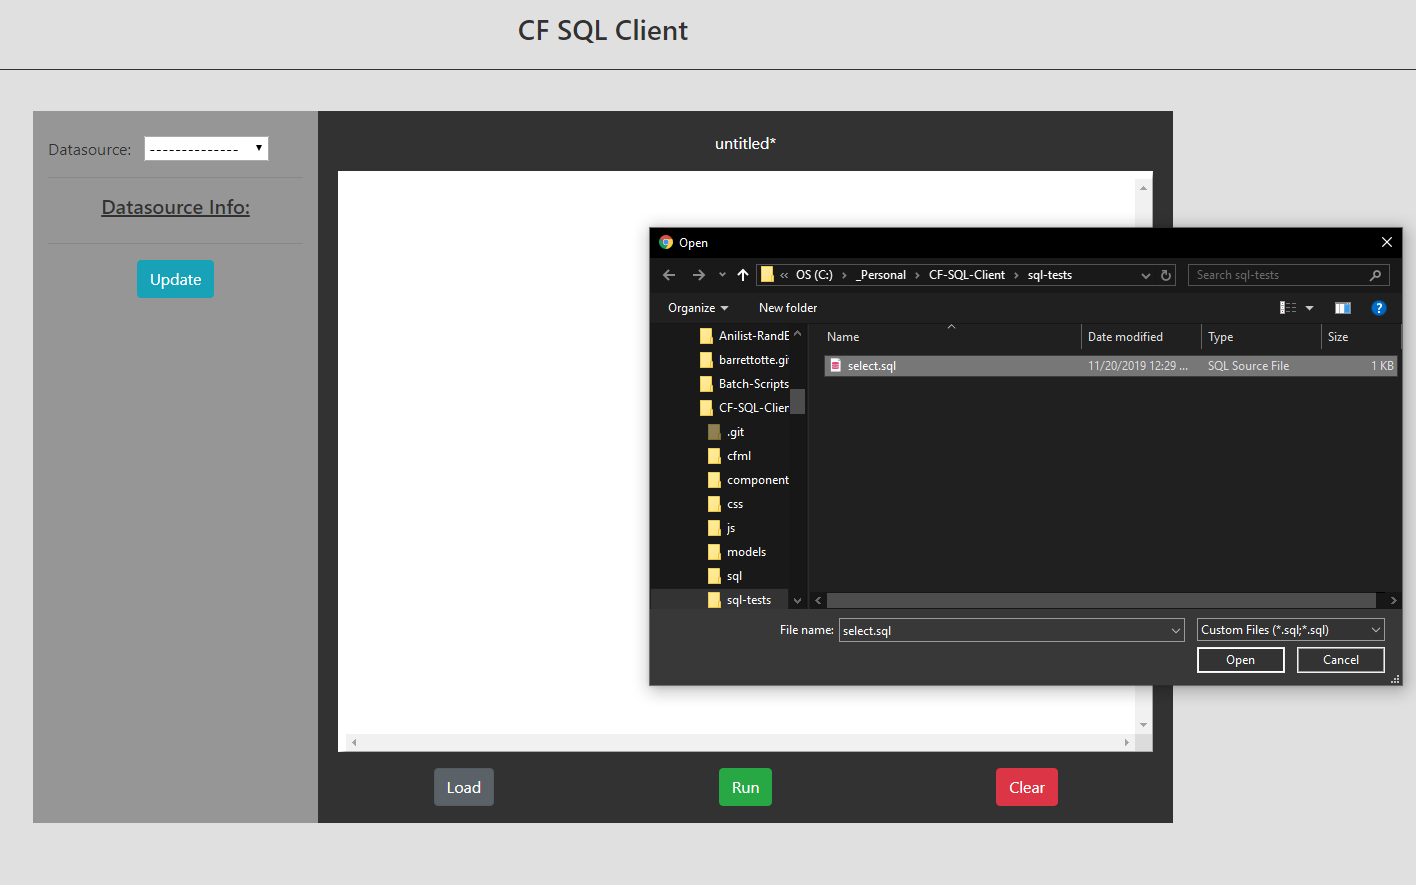 CF SQL Client
Datasource: --------------
Datasource Info:
Update
untitled*
Open
« OS (C:) › _Personal › CF-SQL-Client › sql-tests
Search sql-tests
Organize
New folder
Anilist-RandE
barrettotte.git
Batch-Scripts
CF-SQL-Clien
.git
cfml
component
css
js
models
sql
sql-tests
Name Date modified Type Size
select.sql 11/20/2019 12:29 ... SQL Source File 1 KB
File name: select.sql
Custom Files (*.sql;*.sql)
Open Cancel
Load Run Clear